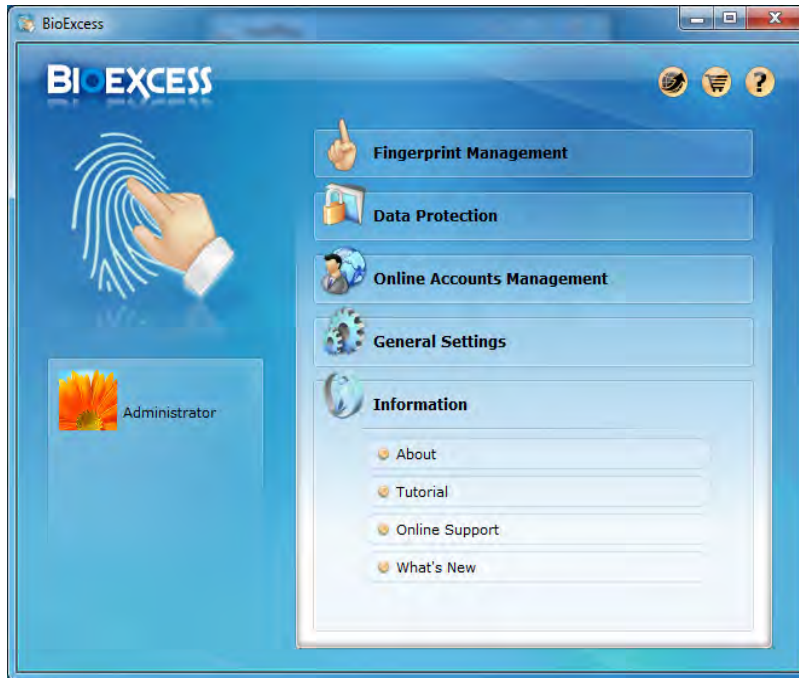 BioExcess
BIOEXCESS
Fingerprint Management
Data Protection
Online Accounts Management
General Settings
Information
Administrator
About
Tutorial
Online Support
What's New